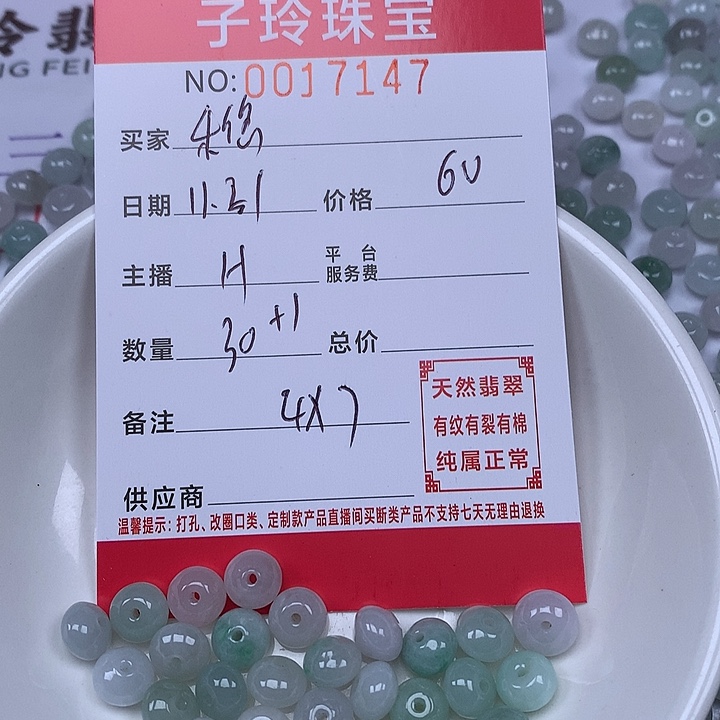 子玲珠宝
NO:0017147
买家 朱悠
日期 11.21 价格 60
主播 H 平台服务费
数量 30+1 总价
备注 4X7
天然翡翠
有纹有裂有棉
纯属正常
供应商
温馨提示：打孔、改圈口类、定制款产品直播间买断类产品不支持七天无理由退换